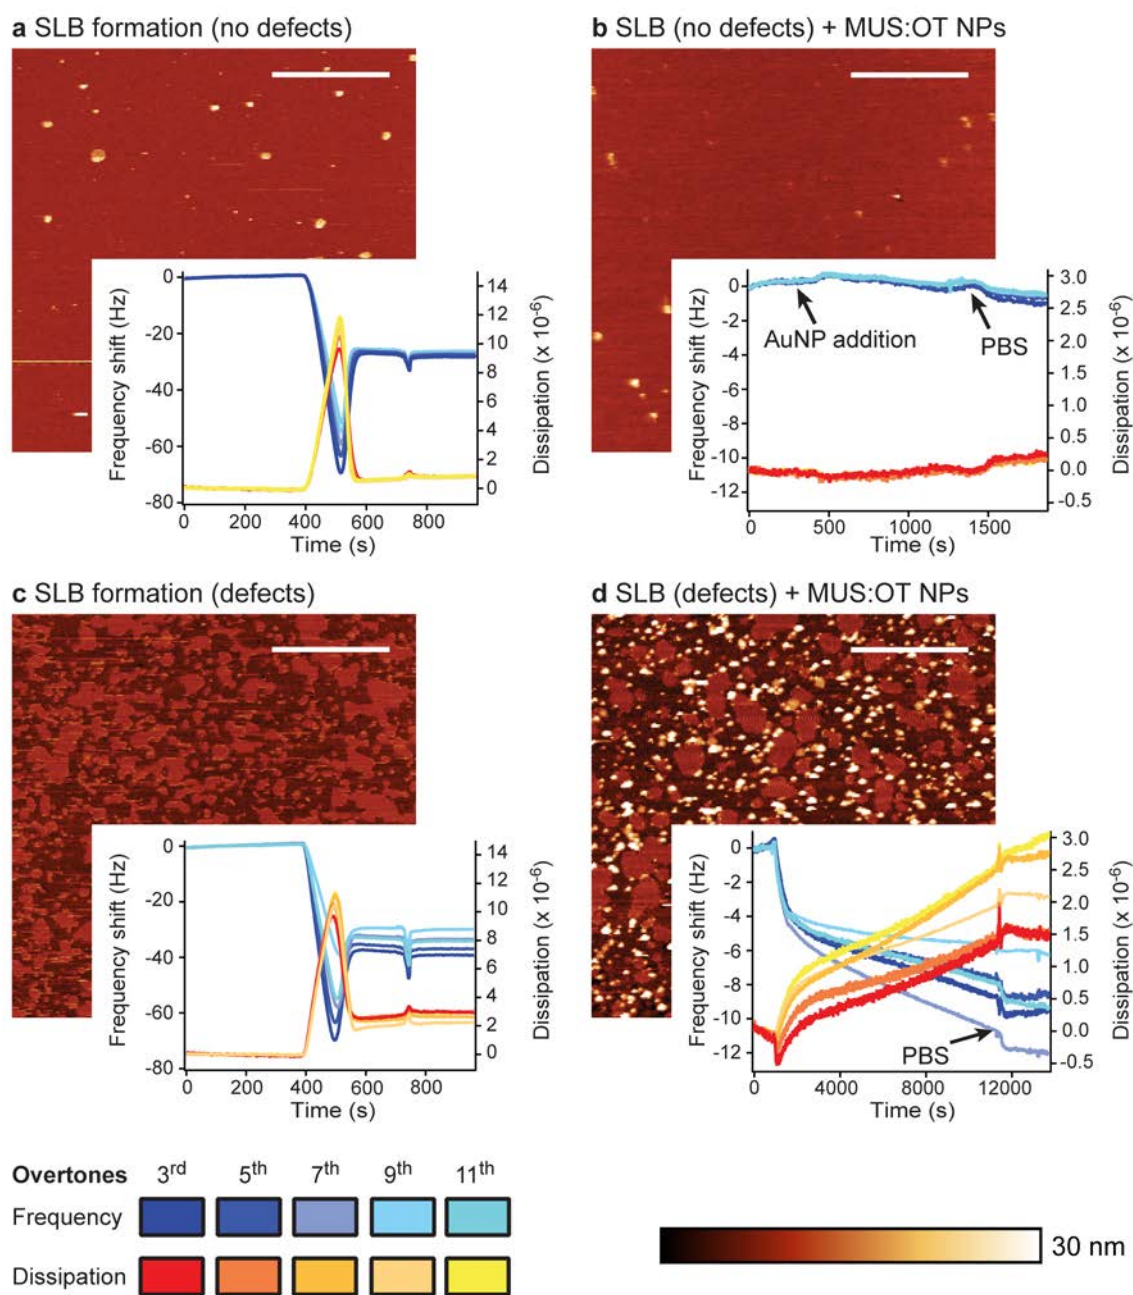 a SLB formation (no defects)
0
-20
-40
-60
-80
Frequency shift (Hz)
14
12
10
8
6
4
2
0
Dissipation (x 10-6)
0 200 400 600 800
Time (s)
b SLB (no defects) + MUS:OT NPs
0
-2
-4
-6
-8
-10
-12
Frequency shift (Hz)
AuNP addition
PBS
3.0
2.5
2.0
1.5
1.0
0.5
0.0
-0.5
Dissipation (x 10-6)
0 500 1000 1500
Time (s)
c SLB formation (defects)
0
-20
-40
-60
-80
Frequency shift (Hz)
14
12
10
8
6
4
2
0
Dissipation (x 10-6)
0 200 400 600 800
Time (s)
d SLB (defects) + MUS:OT NPs
0
-2
-4
-6
-8
-10
-12
Frequency shift (Hz)
PBS
3.0
2.5
2.0
1.5
1.0
0.5
0.0
-0.5
Dissipation (x 10-6)
0 4000 8000 12000
Time (s)
Overtones 3rd 5th 7th 9th 11th
Frequency
Dissipation
30 nm